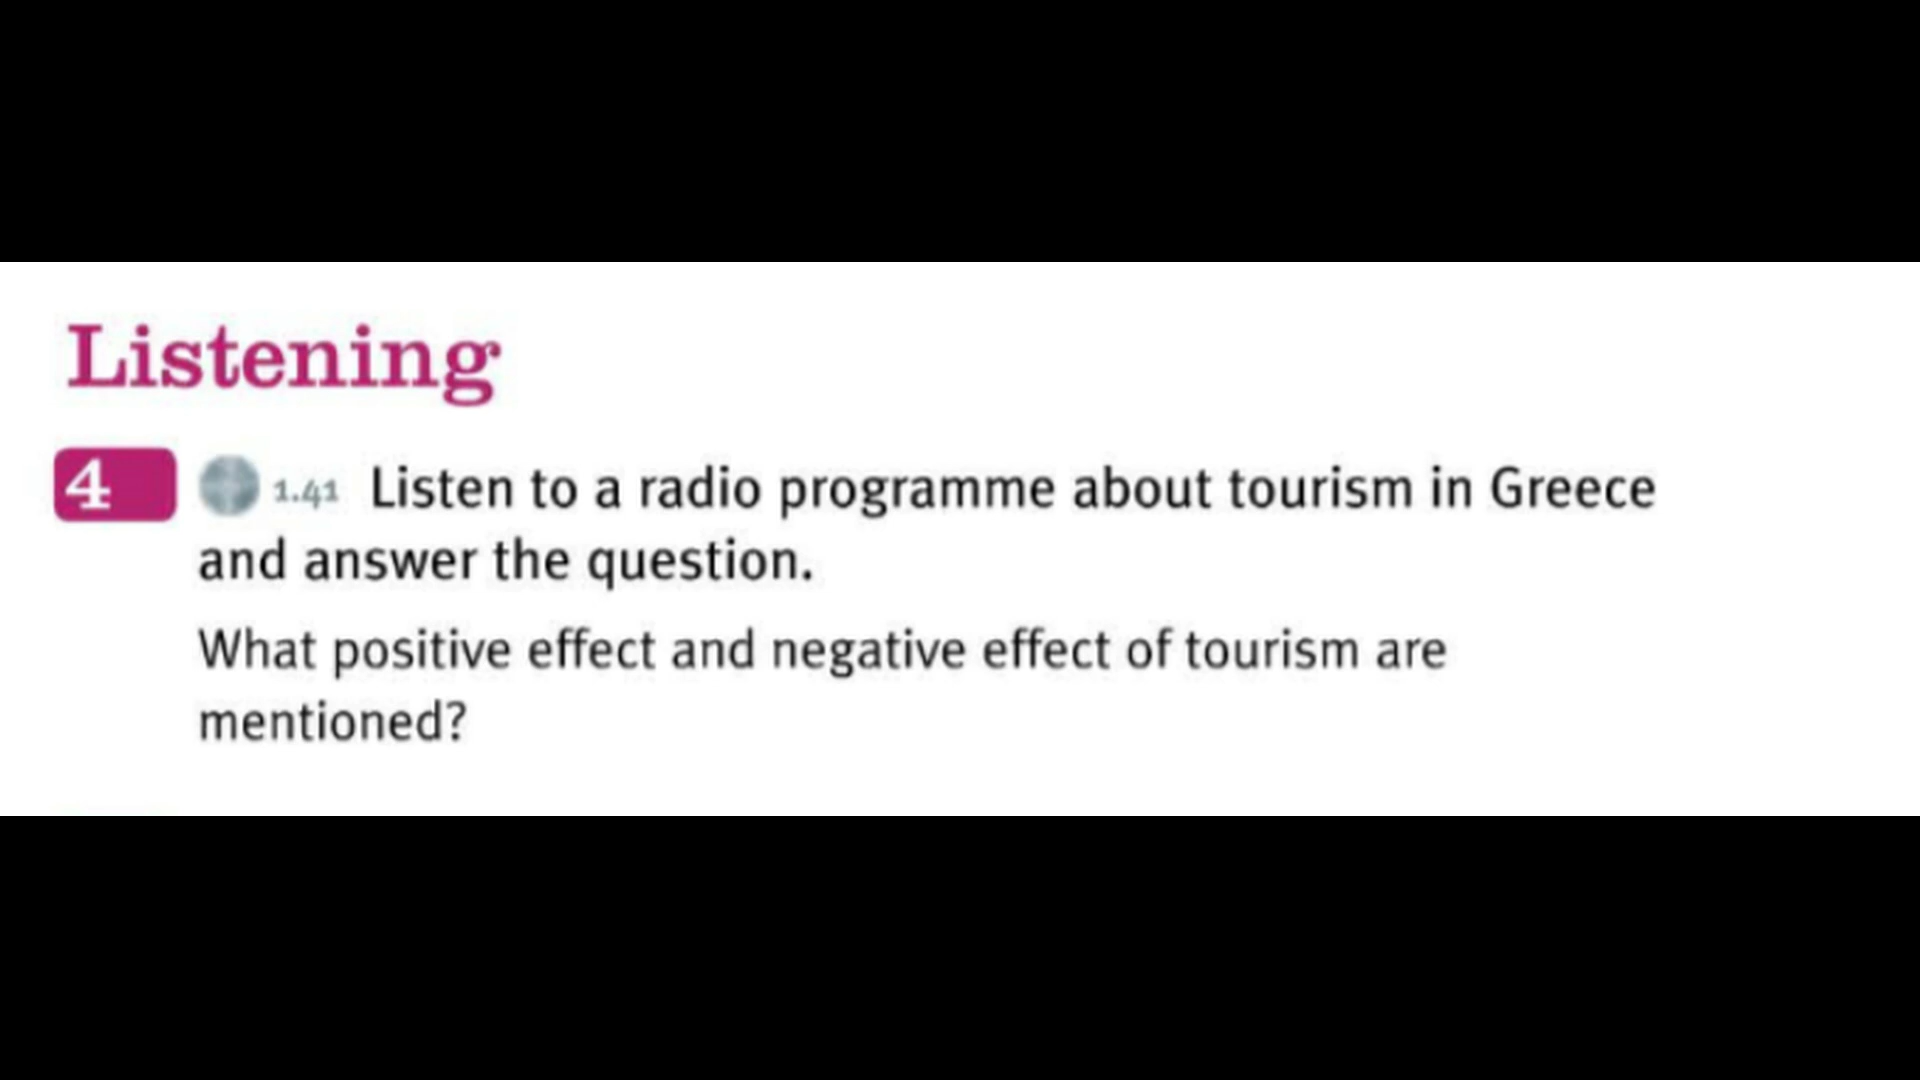 Listening
4 1.41 Listen to a radio programme about tourism in Greece
and answer the question.
What positive effect and negative effect of tourism are
mentioned?